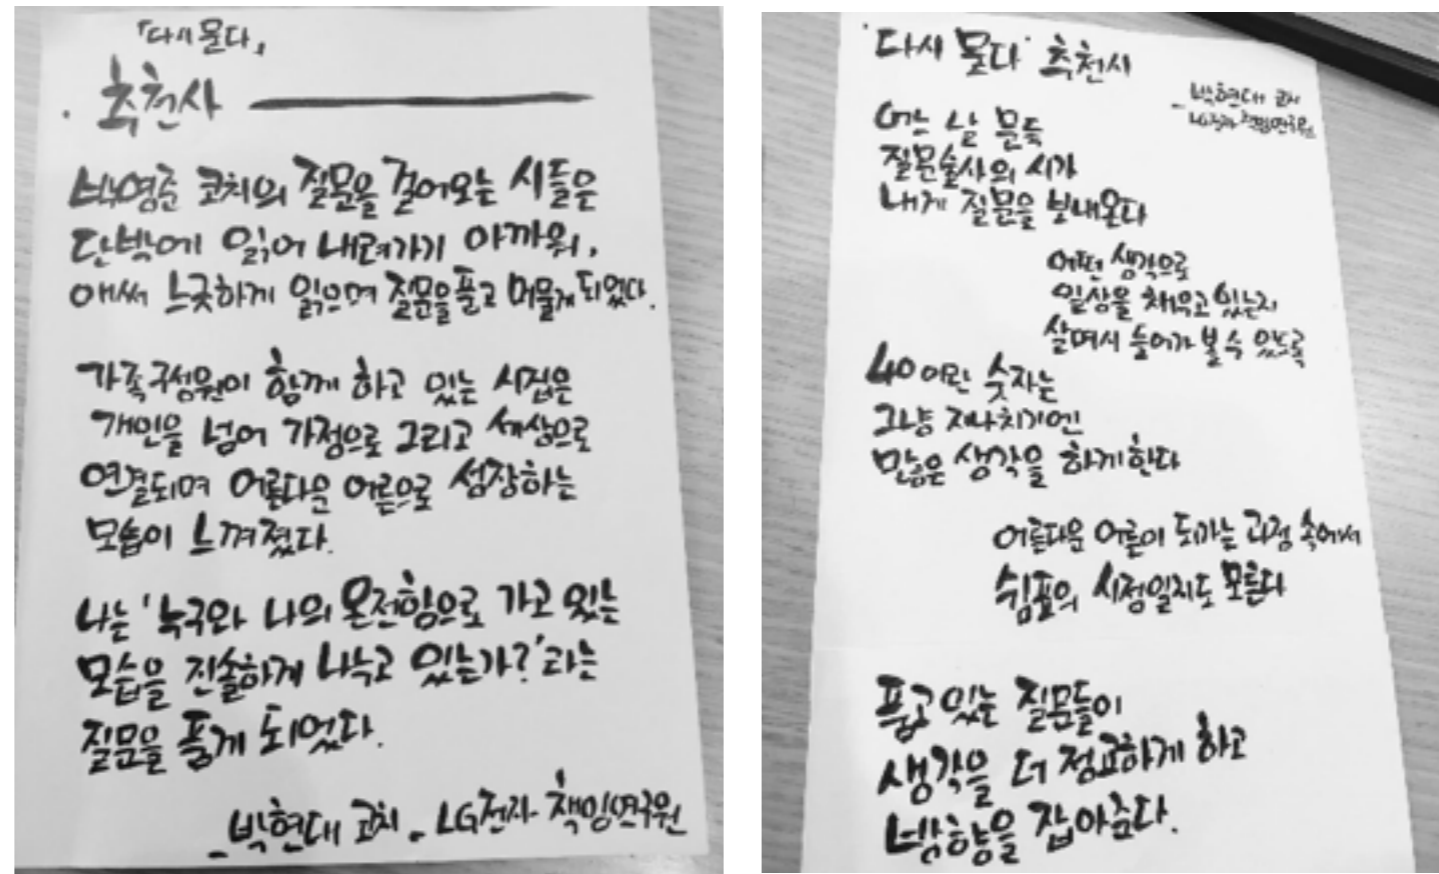 「다시 묻다」
추천사
박영준 코치의 질문을 걸어오는 시들은
단박에 읽어 내려가기 아까워,
애써 느긋하게 읽으며 질문을 품고 머물게 되었다.
가족구성원이 함께 하고 있는 시집은
개인을 넘어 가정으로 그리고 세상으로
연결되며 어른다운 어른으로 성장하는
모습이 느껴졌다.
나는 '누구와 나의 온전함으로 가고 있는
모습을 진솔하게 나누고 있는가?'라는
질문을 품게 되었다.
_박현대 코치. LG전자 책임연구원
'다시 묻다' 추천시
_박현대 코치
LG전자 책임연구원
어느 날 문득
질문술사의 시가
내게 질문을 보내온다
어떤 생각으로
일상을 채우고 있는지
살며시 들어가 볼 수 있도록
40이란 숫자는
그냥 지나치기엔
많은 생각을 하게 한다
어른다운 어른이 되가는 과정 속에서
쉼표의 시점일지도 모른다
품고 있는 질문들이
생각을 더 정교하게 하고
방향을 잡아준다.